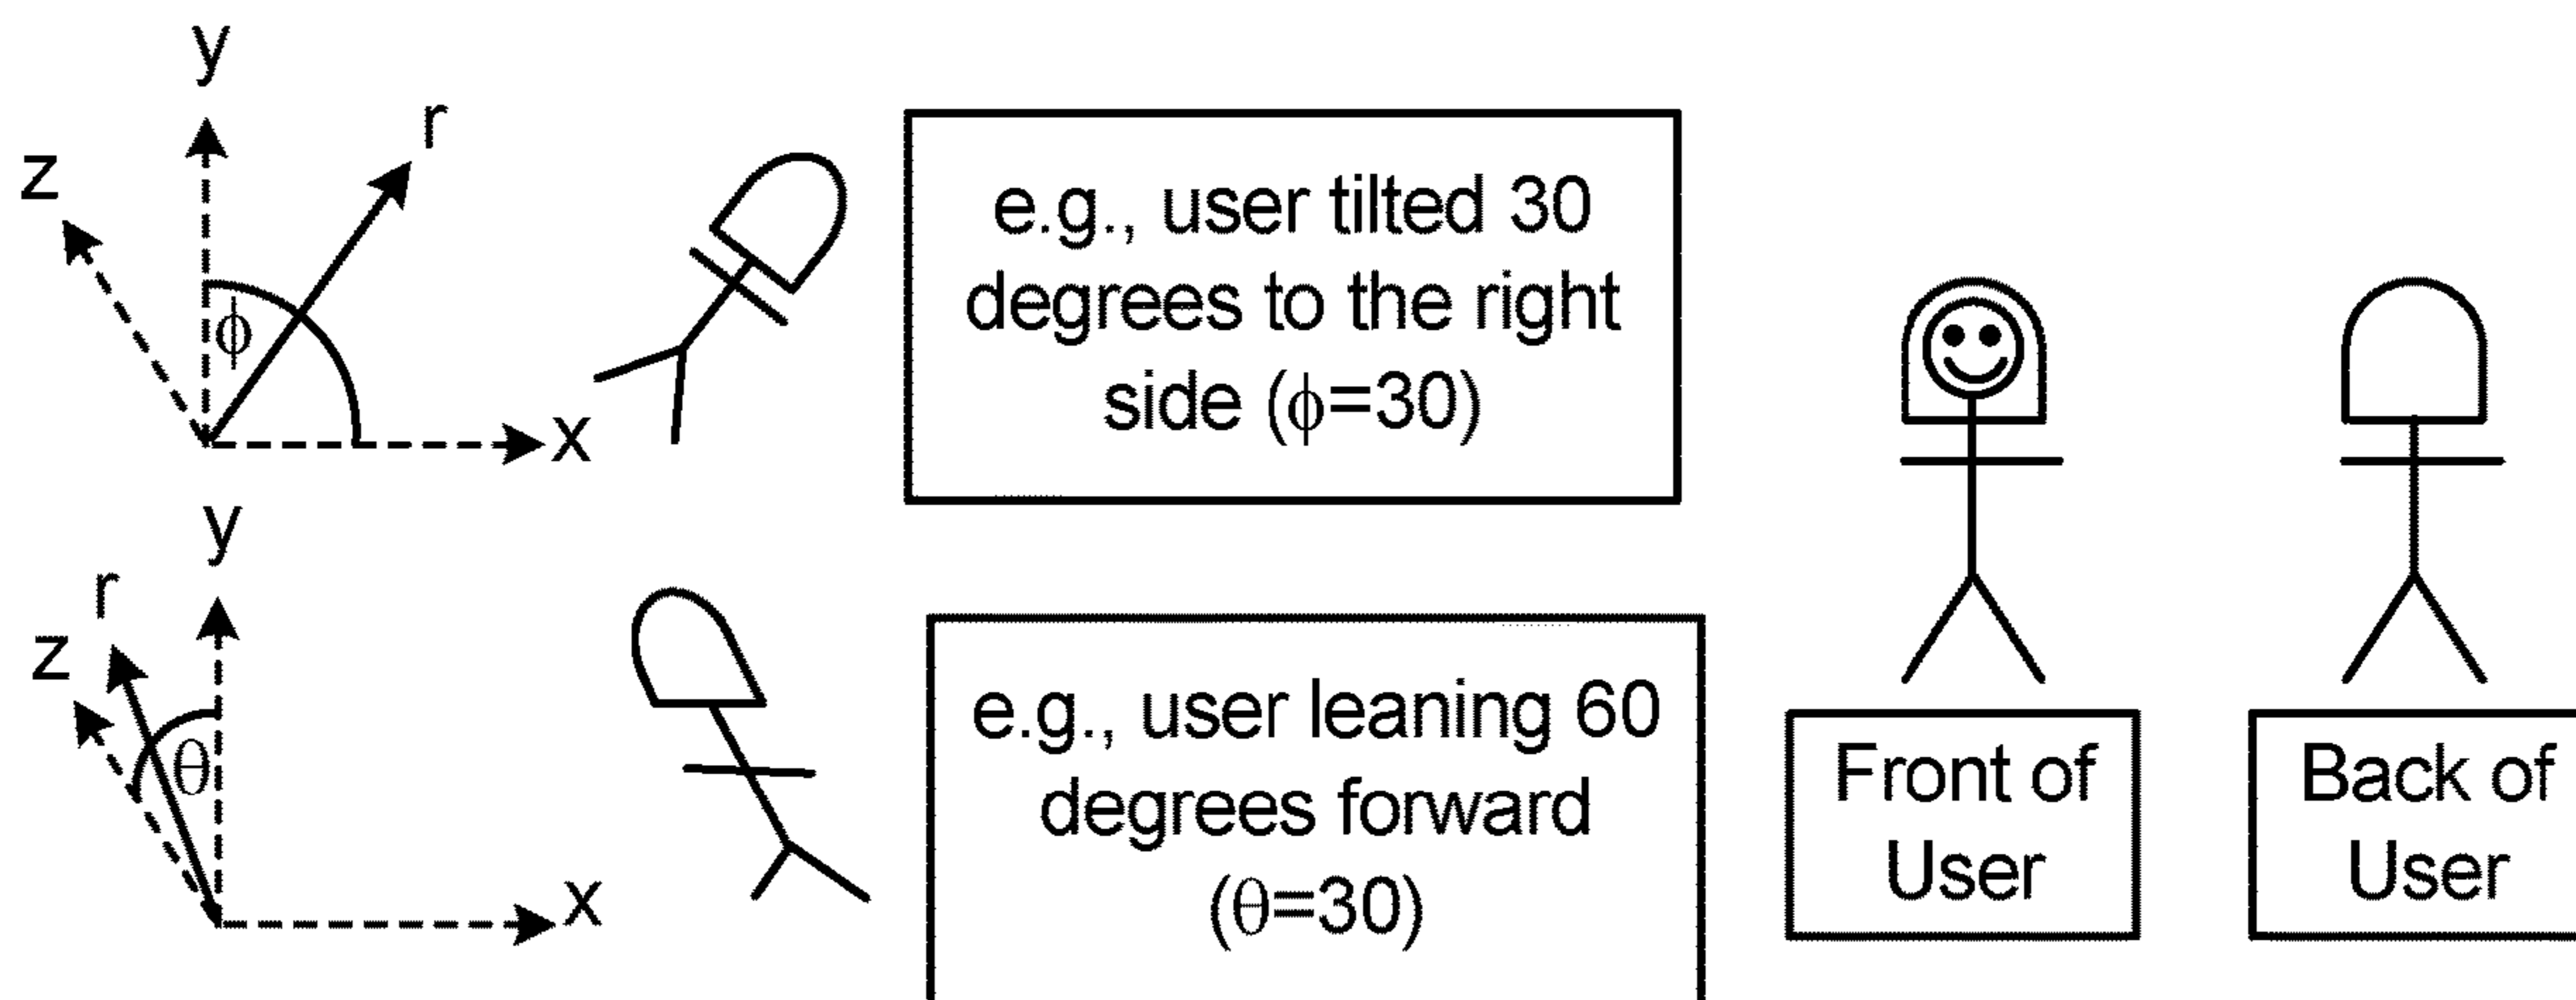 y
r
z
ϕ
x
e.g., user tilted 30
degrees to the right
side (ϕ=30)
y
r
z
θ
x
e.g., user leaning 60
degrees forward
(θ=30)
Front of
User
Back of
User